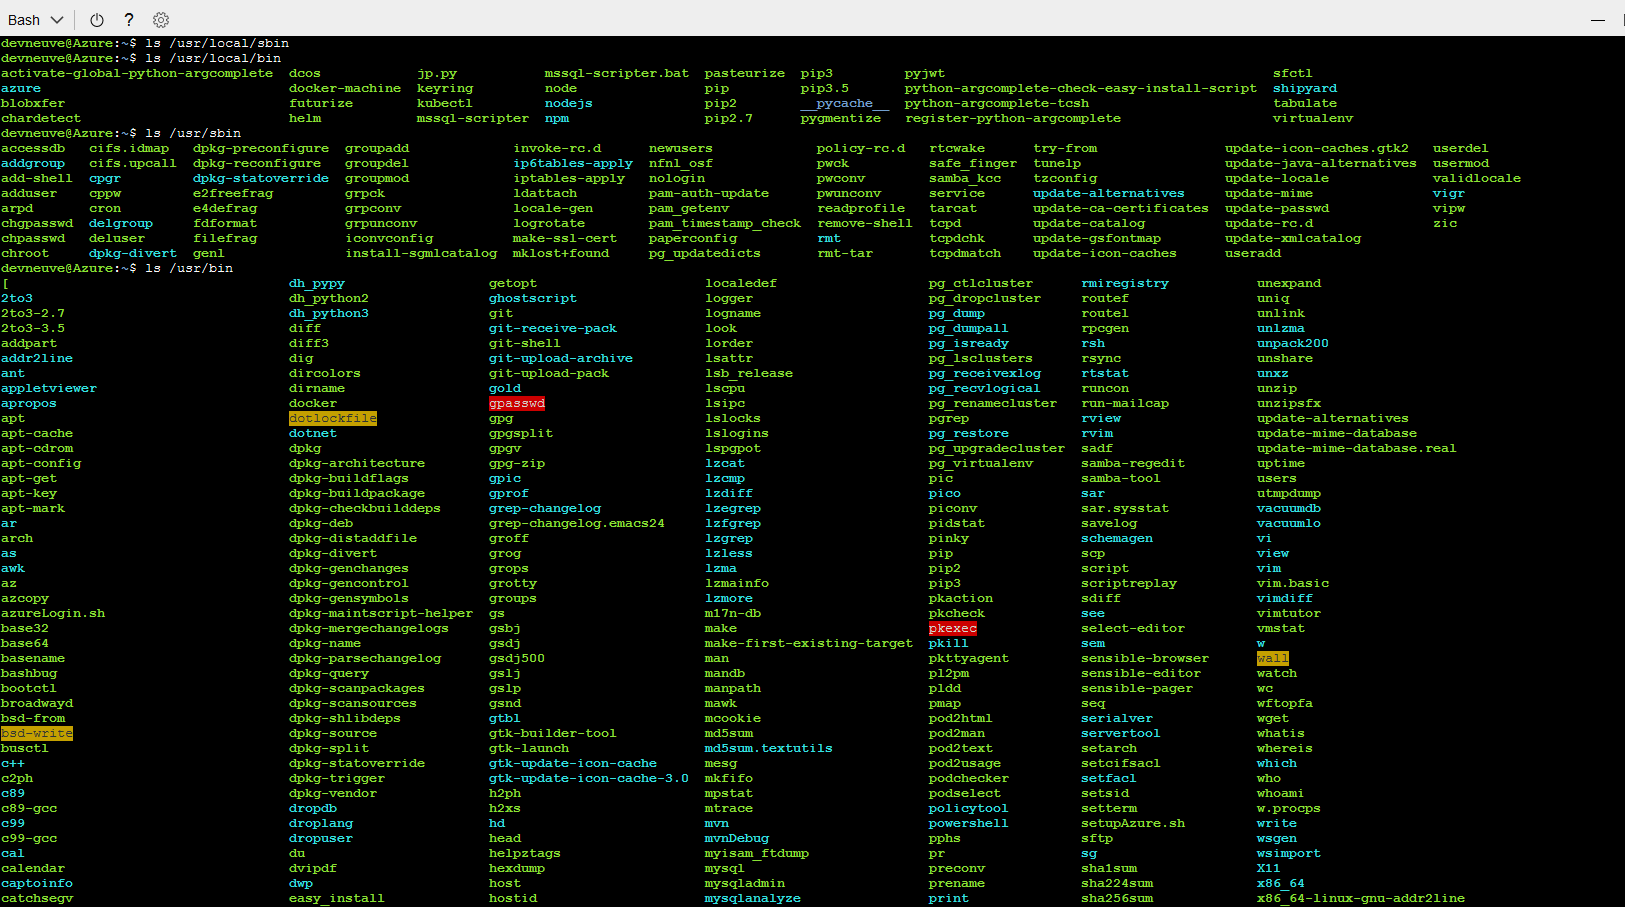 Bash ?
devneuve@Azure:~$ ls /usr/local/sbin
devneuve@Azure:~$ ls /usr/local/bin
activate-global-python-argcomplete dcos jp.py mssql-scripter.bat pasteurize pip3 pyjwt sfctl
azure docker-machine keyring node pip pip3.5 python-argcomplete-check-easy-install-script shipyard
blobxfer futurize kubectl nodejs pip2 __pycache__ python-argcomplete-tcsh tabulate
chardetect helm mssql-scripter npm pip2.7 pygmentize register-python-argcomplete virtualenv
devneuve@Azure:~$ ls /usr/sbin
accessdb cifs.idmap dpkg-preconfigure groupadd invoke-rc.d newusers policy-rc.d rtcwake try-from update-icon-caches.gtk2 userdel
addgroup cifs.upcall dpkg-reconfigure groupdel ip6tables-apply nfnl_osf pwck safe_finger tunelp update-java-alternatives usermod
add-shell cpgr dpkg-statoverride groupmod iptables-apply nologin pwconv samba_kcc tzconfig update-locale validlocale
adduser cppw e2freefrag grpck ldattach pam-auth-update pwunconv service update-alternatives update-mime vigr
arpd cron e4defrag grpconv locale-gen pam_getenv readprofile tarcat update-ca-certificates update-passwd vipw
chgpasswd delgroup fdformat grpunconv logrotate pam_timestamp_check remove-shell tcpd update-catalog update-rc.d zic
chpasswd deluser filefrag iconvconfig make-ssl-cert paperconfig rmt tcpdchk update-gsfontmap update-xmlcatalog
chroot dpkg-divert genl install-sgmlcatalog mklost+found pg_updatedicts rmt-tar tcpdmatch update-icon-caches useradd
devneuve@Azure:~$ ls /usr/bin
[ dh_pypy getopt localedef pg_ctlcluster rmiregistry unexpand
2to3 dh_python2 ghostscript logger pg_dropcluster routef uniq
2to3-2.7 dh_python3 git logname pg_dump routel unlink
2to3-3.5 diff git-receive-pack look pg_dumpall rpcgen unlzma
addpart diff3 git-shell lorder pg_isready rsh unpack200
addr2line dig git-upload-archive lsattr pg_lsclusters rsync unshare
ant dircolors git-upload-pack lsb_release pg_receivexlog rtstat unxz
appletviewer dirname gold lscpu pg_recvlogical runcon unzip
apropos docker gpasswd lsipc pg_renamecluster run-mailcap unzipsfx
apt dotlockfile gpg lslocks pgrep rview update-alternatives
apt-cache dotnet gpgsplit lslogins pg_restore rvim update-mime-database
apt-cdrom dpkg gpgv lspgpot pg_upgradecluster sadf update-mime-database.real
apt-config dpkg-architecture gpg-zip lzcat pg_virtualenv samba-regedit uptime
apt-get dpkg-buildflags gpic lzcmp pic samba-tool users
apt-key dpkg-buildpackage gprof lzdiff pico sar utmpdump
apt-mark dpkg-checkbuilddeps grep-changelog lzegrep piconv sar.sysstat vacuumdb
ar dpkg-deb grep-changelog.emacs24 lzfgrep pidstat savelog vacuumlo
arch dpkg-distaddfile groff lzgrep pinky schemagen vi
as dpkg-divert grog lzless pip scp view
awk dpkg-genchanges grops lzma pip2 script vim
az dpkg-gencontrol grotty lzmainfo pip3 scriptreplay vim.basic
azcopy dpkg-gensymbols groups lzmore pkaction sdiff vimdiff
azureLogin.sh dpkg-maintscript-helper gs m17n-db pkcheck see vimtutor
base32 dpkg-mergechangelogs gsbj make pkexec select-editor vmstat
base64 dpkg-name gsdj make-first-existing-target pkill sem w
basename dpkg-parsechangelog gsdj500 man pkttyagent sensible-browser wall
bashbug dpkg-query gslj mandb pl2pm sensible-editor watch
bootctl dpkg-scanpackages gslp manpath pldd sensible-pager wc
broadwayd dpkg-scansources gsnd mawk pmap seq wftopfa
bsd-from dpkg-shlibdeps gtbl mcookie pod2html serialver wget
bsd-write dpkg-source gtk-builder-tool md5sum pod2man servertool whatis
busctl dpkg-split gtk-launch md5sum.textutils pod2text setarch whereis
c++ dpkg-statoverride gtk-update-icon-cache mesg pod2usage setcifsacl which
c2ph dpkg-trigger gtk-update-icon-cache-3.0 mkfifo podchecker setfacl who
c89 dpkg-vendor h2ph mpstat podselect setsid whoami
c89-gcc dropdb h2xs mtrace policytool setterm w.procps
c99 droplang hd mvn powershell setupAzure.sh write
c99-gcc dropuser head mvnDebug pphs sftp wsgen
cal du helpztags myisam_ftdump pr sg wsimport
calendar dvipdf hexdump mysql preconv sha1sum X11
captoinfo dwp host mysqladmin prename sha224sum x86_64
catchsegv easy_install hostid mysqlanalyze print sha256sum x86_64-linux-gnu-addr2line